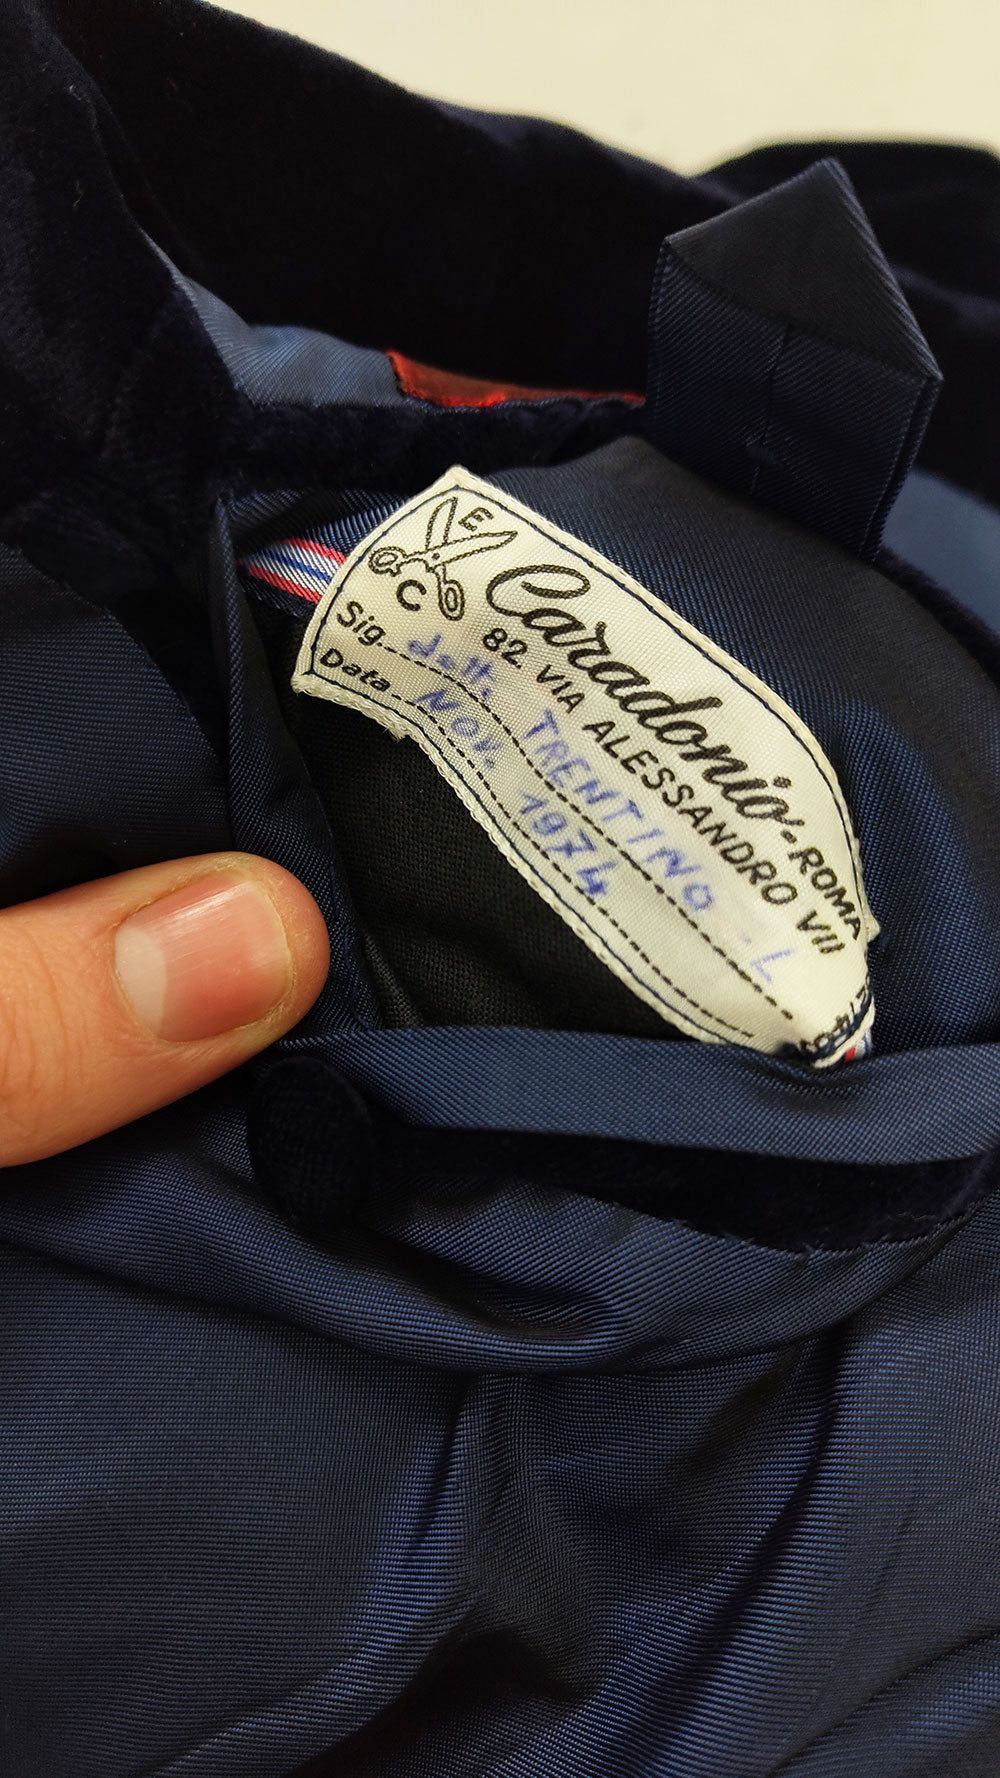 E
C
Caradonio-ROMA
82 VIA ALESSANDRO VII
Sig. dott. TRENTINO L
Data NOV. 1974